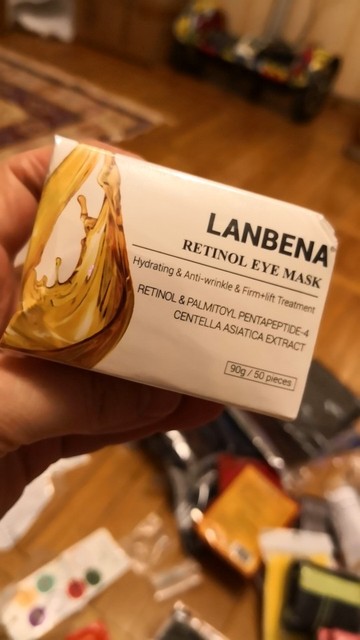 LANBENA
RETINOL EYE MASK
Hydrating & Anti-wrinkle & Firm+lift Treatment
RETINOL & PALMITOYL PENTAPEPTIDE-4
CENTELLA ASIATICA EXTRACT
90g / 50 pieces